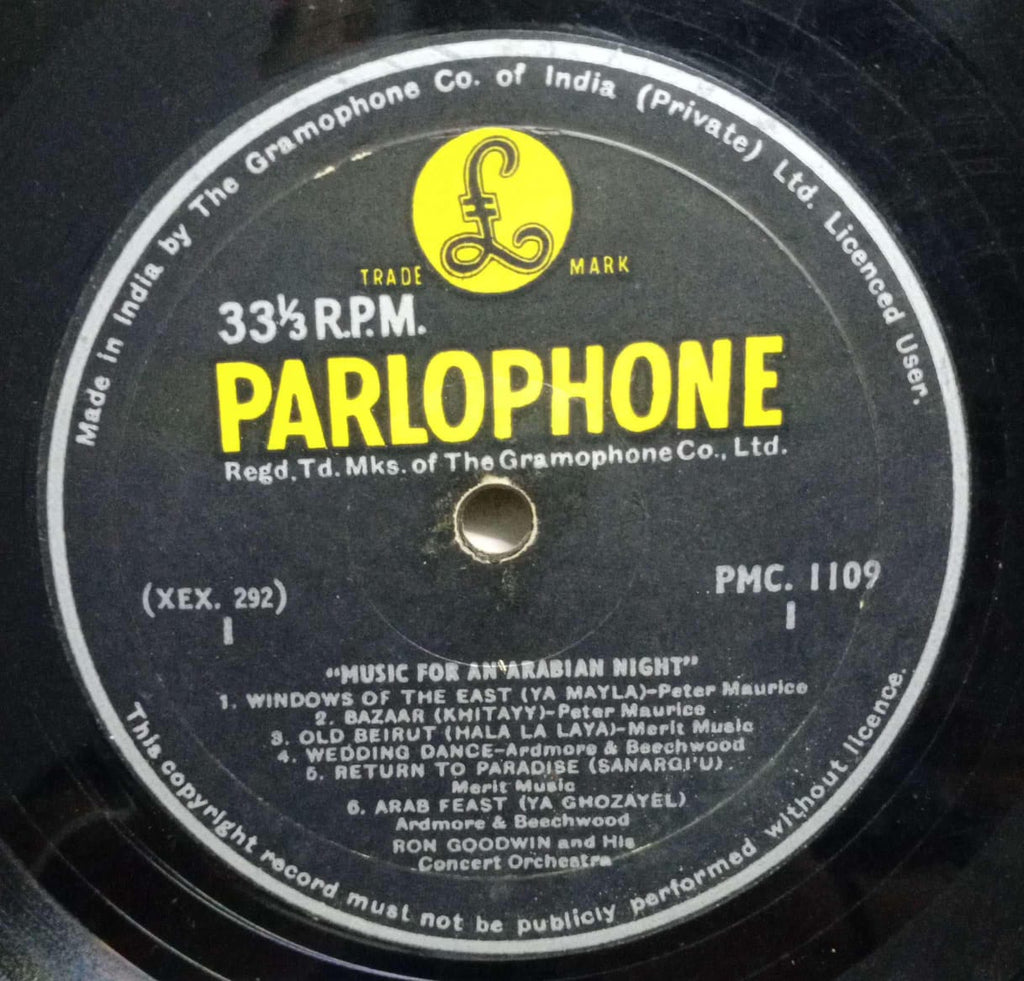 Made in India by The Gramophone Co. of India (Private) Ltd. Licenced User.
£
TRADE MARK
33⅓ R.P.M.
PARLOPHONE
Regd. Td. Mks. of The Gramophone Co., Ltd.
(XEX. 292) PMC. 1109
1 1
"MUSIC FOR AN ARABIAN NIGHT"
1. WINDOWS OF THE EAST (YA MAYLA)-Peter Maurice
2. BAZAAR (KHITAYY)-Peter Maurice
3. OLD BEIRUT (HALA LA LAYA)-Merit Music
4. WEDDING DANCE-Ardmore & Beechwood
5. RETURN TO PARADISE (SANARGI'U)
Merit Music
6. ARAB FEAST (YA GHOZAYEL)
Ardmore & Beechwood
RON GOODWIN and His
Concert Orchestra
This copyright record must not be publicly performed without licence.